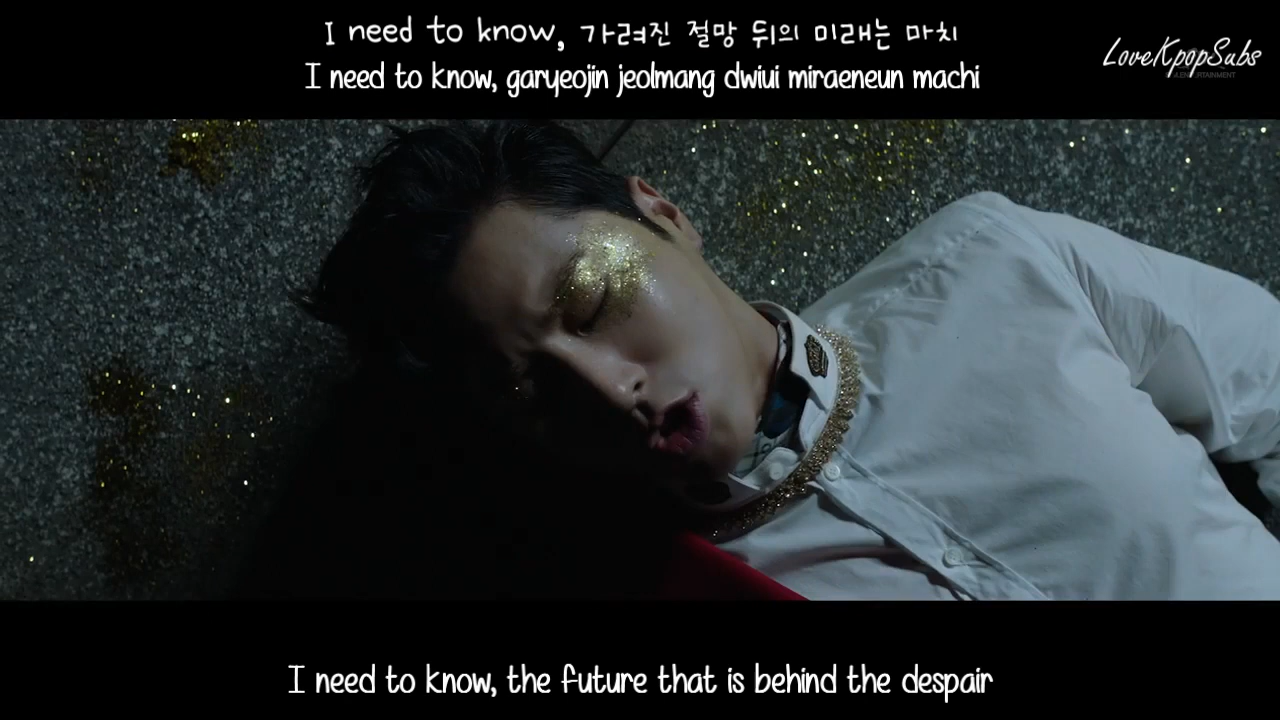 I need to know, 가려진 절망 뒤의 미래는 마치
I need to know, garyeojin jeolmang dwiui miraeneun machi
LoveKpopSubs
I need to know, the future that is behind the despair